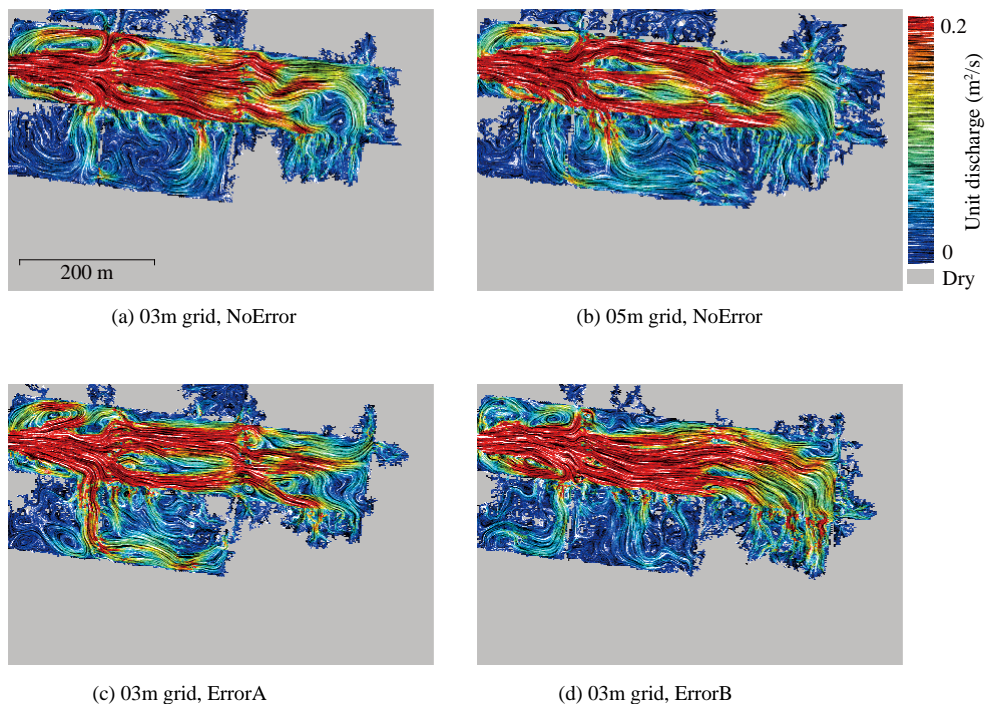 0.2
Unit discharge (m²/s)
0
Dry
200 m
(a) 03m grid, NoError
(b) 05m grid, NoError
(c) 03m grid, ErrorA
(d) 03m grid, ErrorB